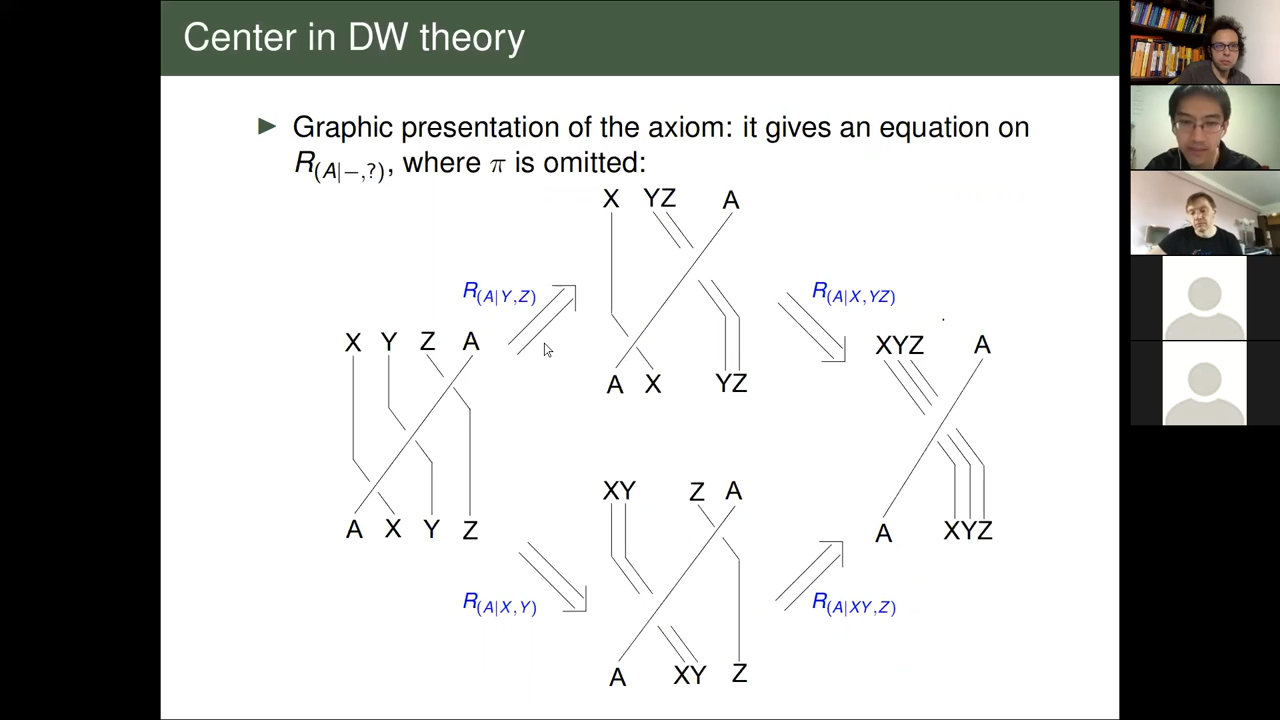 Center in DW theory
Graphic presentation of the axiom: it gives an equation on
R(A|−,?), where π is omitted:
X YZ A
R(A|Y,Z)
R(A|X,YZ)
X Y Z A
XYZ A
A X YZ
XY Z A
A X Y Z
A XYZ
R(A|X,Y)
R(A|XY,Z)
A XY Z